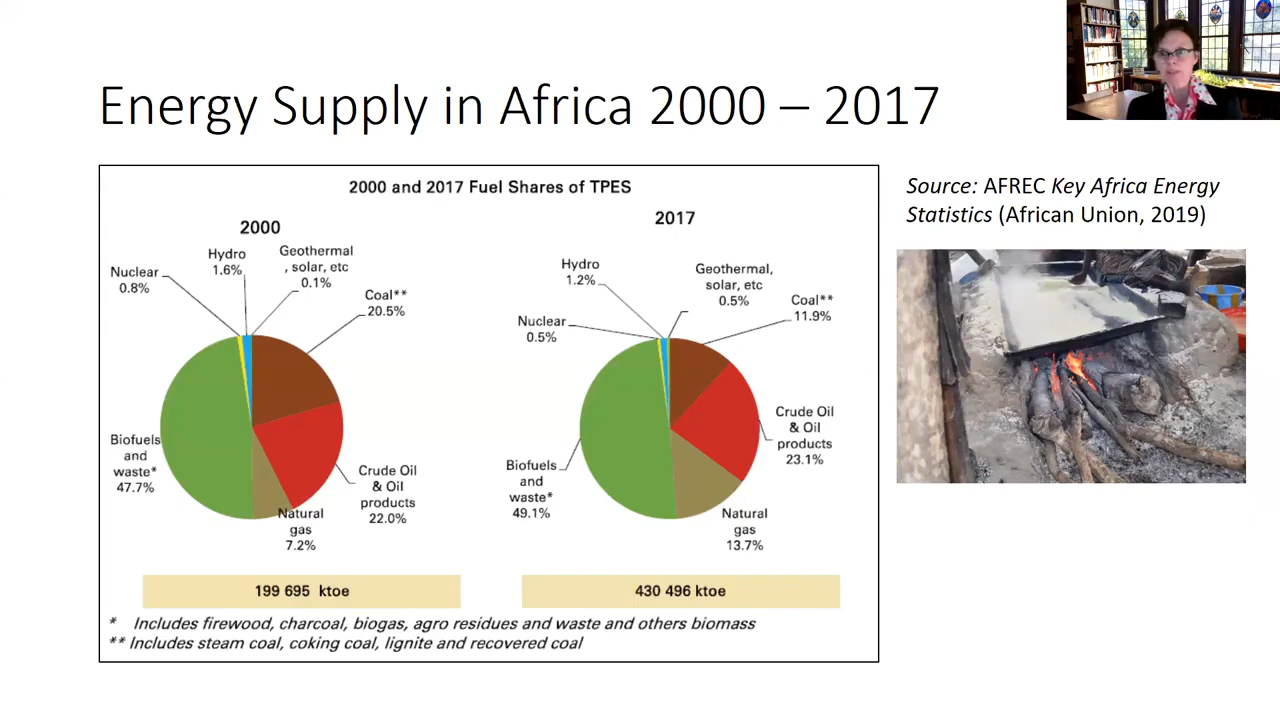 Energy Supply in Africa 2000 – 2017
2000 and 2017 Fuel Shares of TPES
2000
Nuclear
0.8%
Hydro
1.6%
Geothermal
, solar, etc
0.1%
Coal**
20.5%
Biofuels
and
waste*
47.7%
Crude Oil
& Oil
products
22.0%
Natural
gas
7.2%
199 695 ktoe
2017
Hydro
1.2%
Nuclear
0.5%
Geothermal,
solar, etc
0.5%
Coal**
11.9%
Crude Oil
& Oil
products
23.1%
Biofuels
and
waste*
49.1%
Natural
gas
13.7%
430 496 ktoe
* Includes firewood, charcoal, biogas, agro residues and waste and others biomass
** Includes steam coal, coking coal, lignite and recovered coal
Source: AFREC Key Africa Energy
Statistics (African Union, 2019)